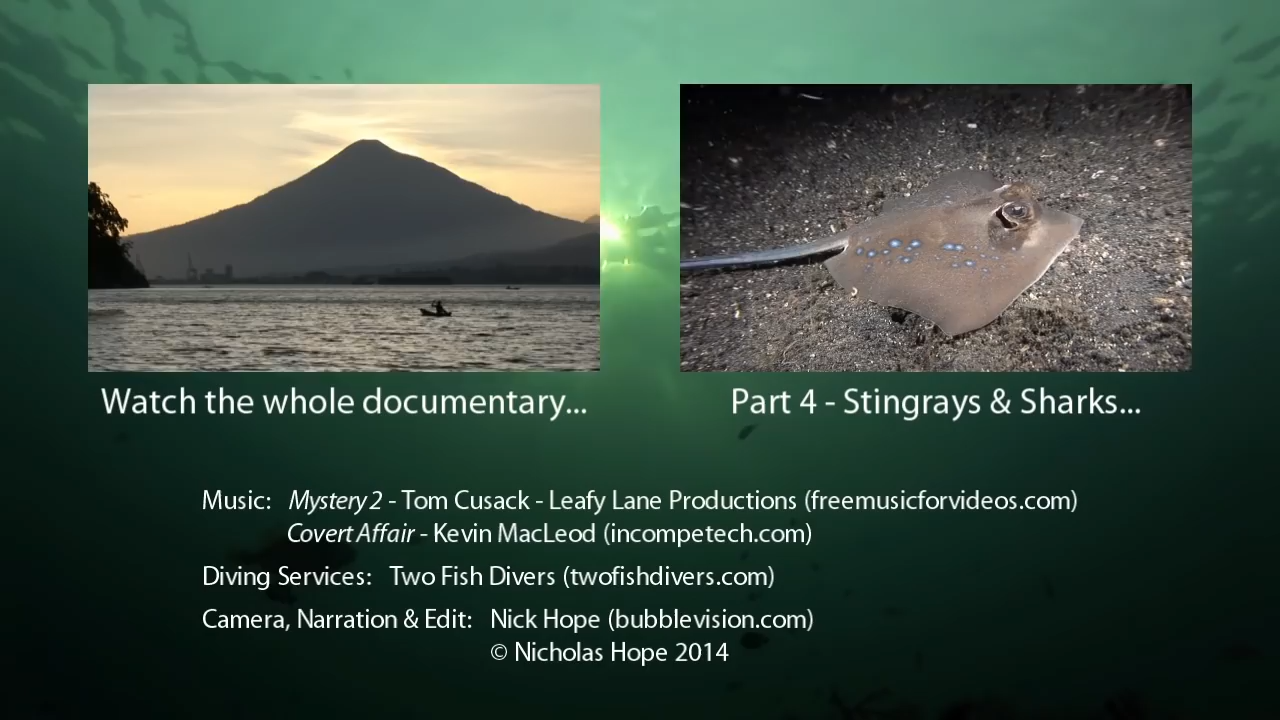 Watch the whole documentary...
Part 4 - Stingrays & Sharks...
Music: Mystery 2 - Tom Cusack - Leafy Lane Productions (freemusicforvideos.com)
Covert Affair - Kevin MacLeod (incompetech.com)
Diving Services: Two Fish Divers (twofishdivers.com)
Camera, Narration & Edit: Nick Hope (bubblevision.com)
© Nicholas Hope 2014